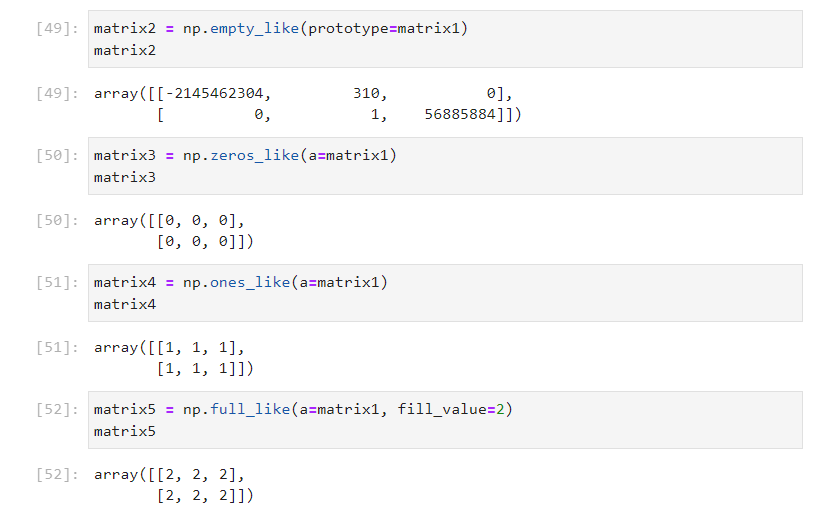 [49]: matrix2 = np.empty_like(prototype=matrix1)
matrix2
[49]: array([[-2145462304,         310,           0],
       [          0,           1,    56885884]])
[50]: matrix3 = np.zeros_like(a=matrix1)
matrix3
[50]: array([[0, 0, 0],
       [0, 0, 0]])
[51]: matrix4 = np.ones_like(a=matrix1)
matrix4
[51]: array([[1, 1, 1],
       [1, 1, 1]])
[52]: matrix5 = np.full_like(a=matrix1, fill_value=2)
matrix5
[52]: array([[2, 2, 2],
       [2, 2, 2]])